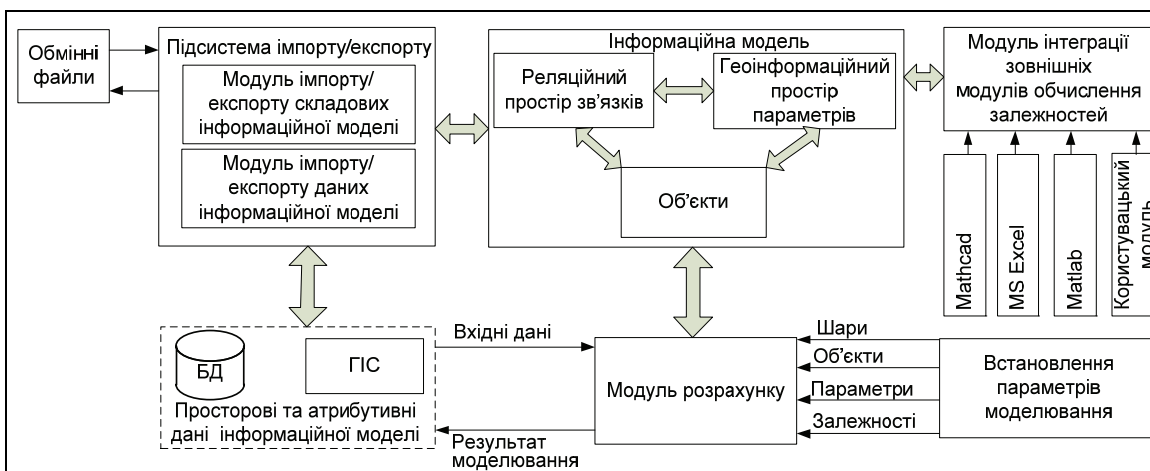 Обмінні
файли
Підсистема імпорту/експорту
Модуль імпорту/
експорту складових
інформаційної моделі
Модуль імпорту/
експорту даних
інформаційної моделі
Інформаційна модель
Реляційний
простір зв’язків
Геоінформаційний
простір
параметрів
Об’єкти
Модуль інтеграції
зовнішніх
модулів обчислення
залежностей
Mathcad
MS Excel
Matlab
Користувацький
модуль
БД
ГІС
Просторові та атрибутивні
дані інформаційної моделі
Вхідні дані
Результат
моделювання
Модуль розрахунку
Шари
Об’єкти
Параметри
Залежності
Встановлення
параметрів
моделювання